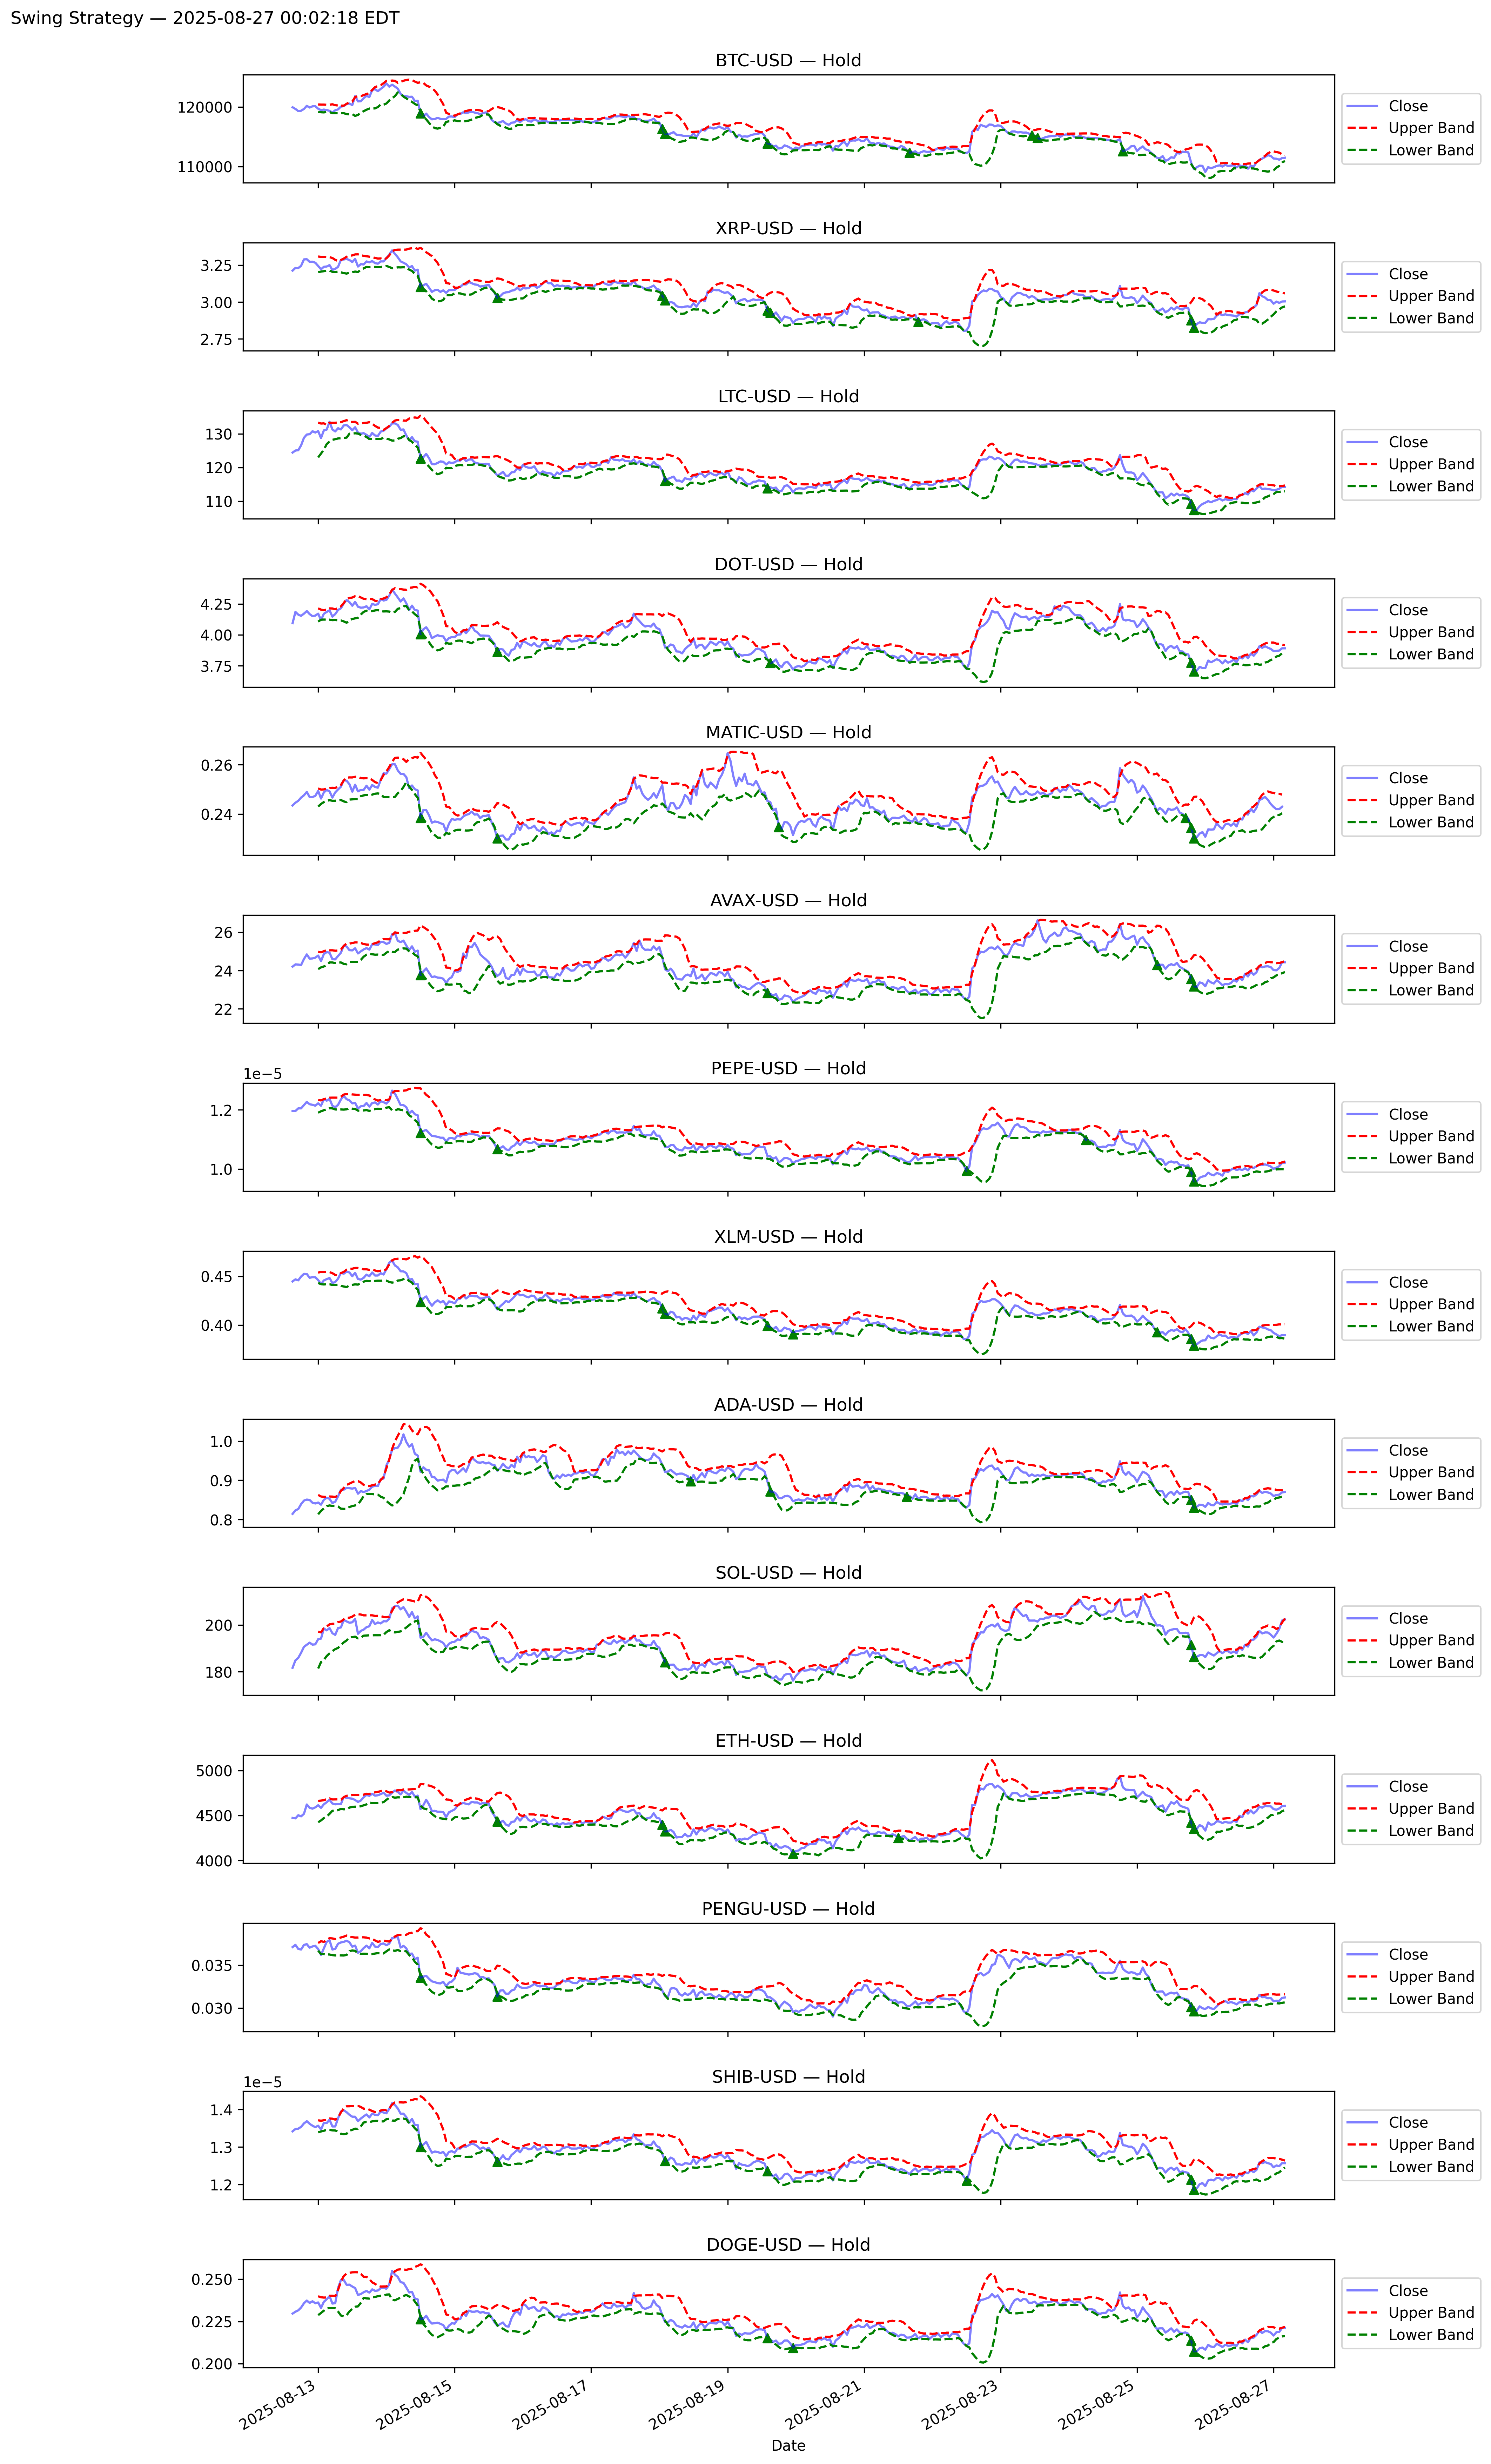 Swing Strategy — 2025-08-27 00:02:18 EDT
BTC-USD — Hold
120000
110000
Close
Upper Band
Lower Band
XRP-USD — Hold
3.25
3.00
2.75
Close
Upper Band
Lower Band
LTC-USD — Hold
130
120
110
Close
Upper Band
Lower Band
DOT-USD — Hold
4.25
4.00
3.75
Close
Upper Band
Lower Band
MATIC-USD — Hold
0.26
0.24
Close
Upper Band
Lower Band
AVAX-USD — Hold
26
24
22
Close
Upper Band
Lower Band
PEPE-USD — Hold
1e−5
1.2
1.0
Close
Upper Band
Lower Band
XLM-USD — Hold
0.45
0.40
Close
Upper Band
Lower Band
ADA-USD — Hold
1.0
0.9
0.8
Close
Upper Band
Lower Band
SOL-USD — Hold
200
180
Close
Upper Band
Lower Band
ETH-USD — Hold
5000
4500
4000
Close
Upper Band
Lower Band
PENGU-USD — Hold
0.035
0.030
Close
Upper Band
Lower Band
SHIB-USD — Hold
1e−5
1.4
1.3
1.2
Close
Upper Band
Lower Band
DOGE-USD — Hold
0.250
0.225
0.200
Close
Upper Band
Lower Band
2025-08-13
2025-08-15
2025-08-17
2025-08-19
2025-08-21
2025-08-23
2025-08-25
2025-08-27
Date